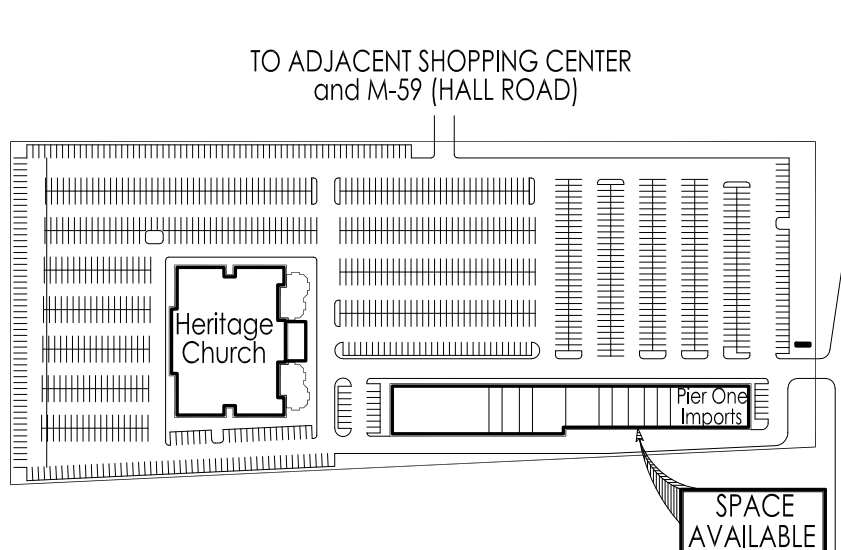 TO ADJACENT SHOPPING CENTER
and M-59 (HALL ROAD)
Heritage
Church
Pier One
Imports
SPACE
AVAILABLE